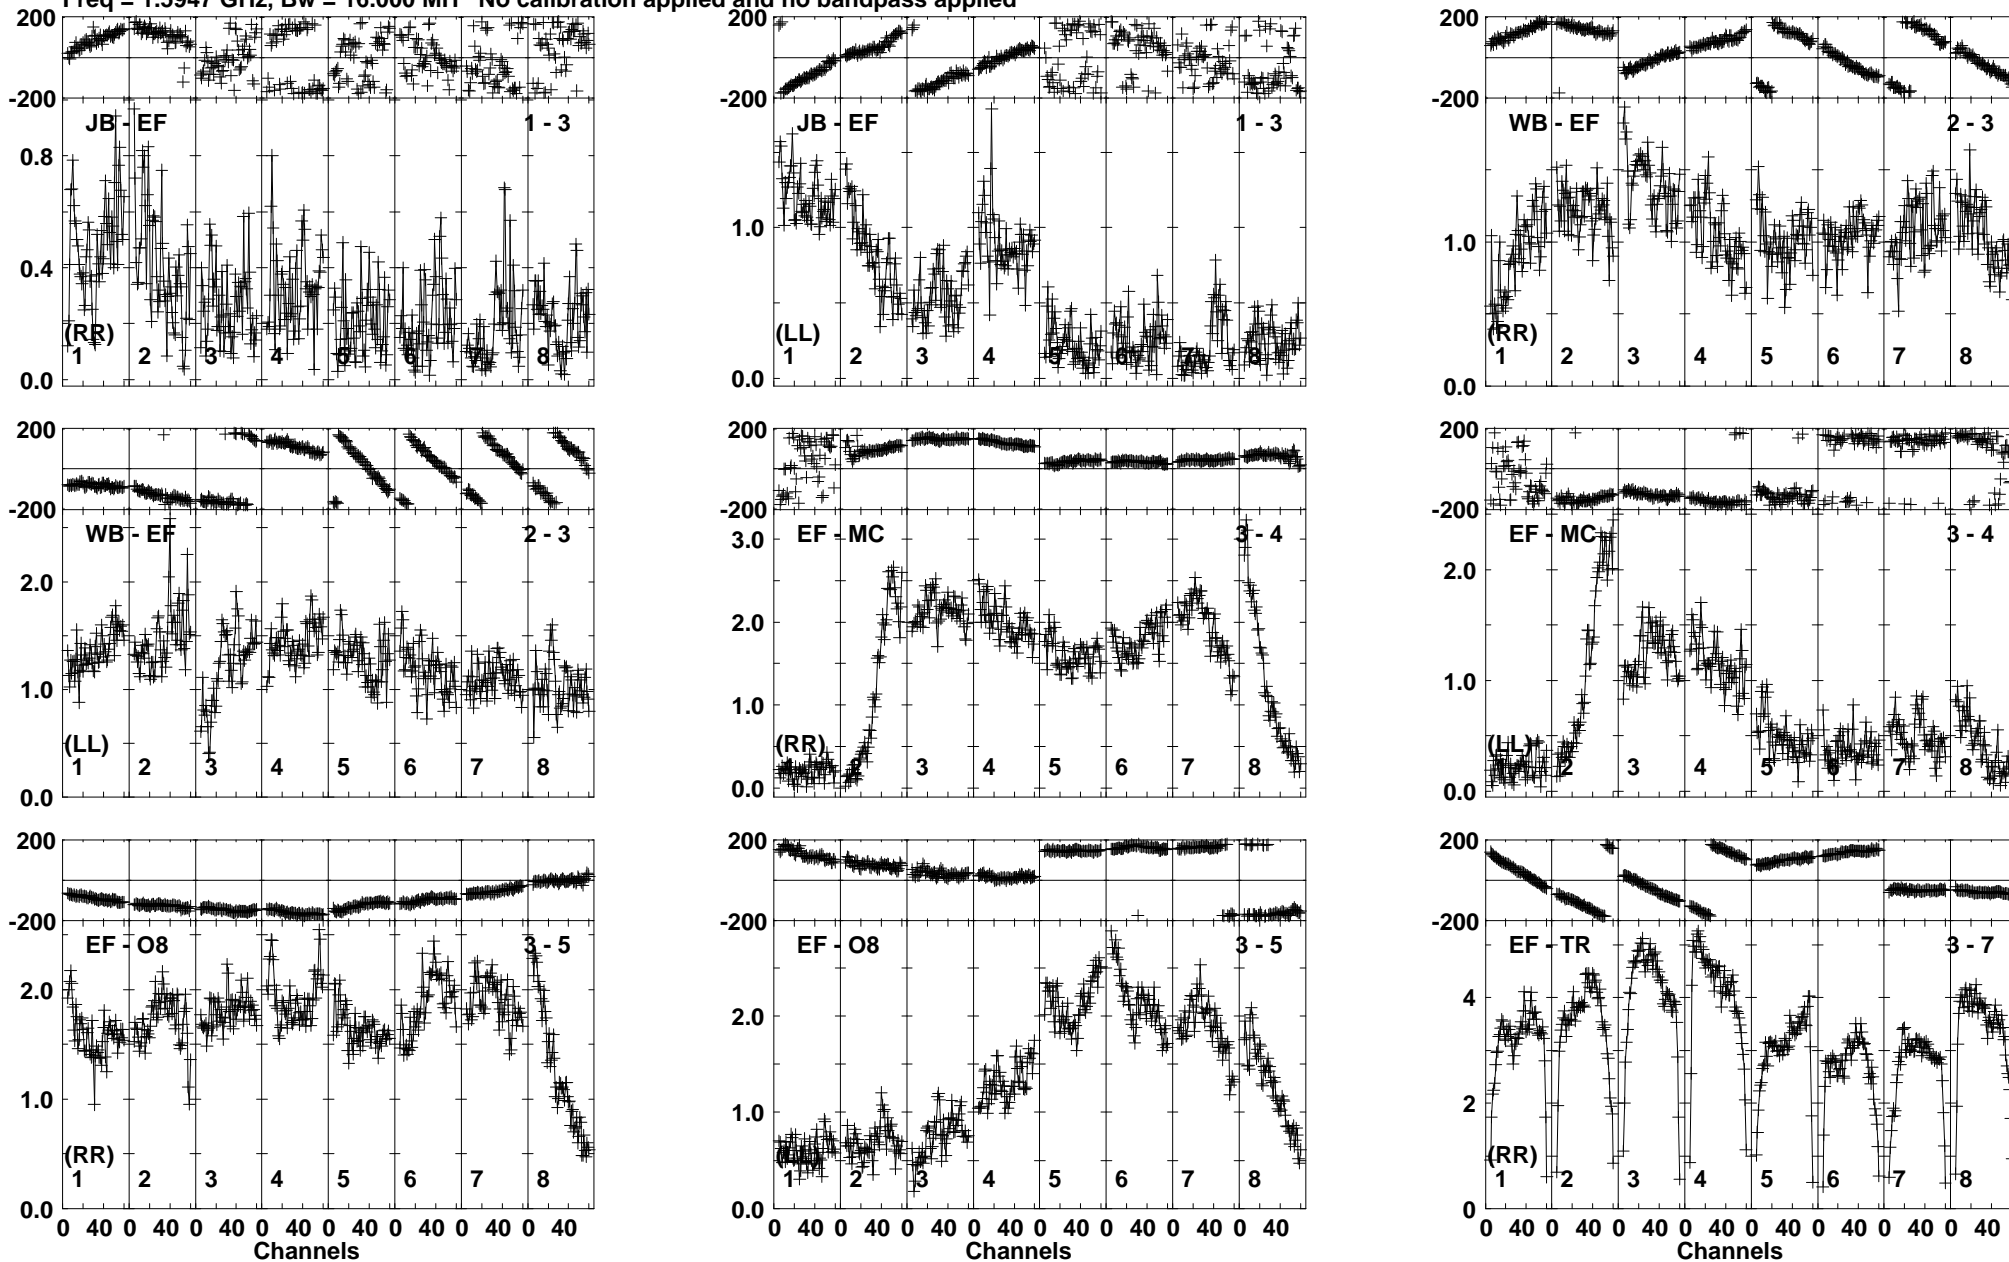 Freq = 1.5947 GHz, Bw = 16.000 MH No calibration applied and no bandpass applied
200 200 200
-200 -200 -200
JB - EF 1 - 3 JB - EF 1 - 3 WB - EF 2 - 3
0.8
1.0 1.0
0.4
(RR) (LL) (RR)
1 2 3 4 5 6 7 8 1 2 3 4 5 6 7 8 1 2 3 4 5 6 7 8
0.0 0.0 0.0
200 200 200
-200 -200 -200
WB - EF 2 - 3 EF - MC 3 - 4 EF - MC 3 - 4
3.0
2.0 2.0 2.0
1.0 1.0 1.0
(LL) (RR) (LL)
1 2 3 4 5 6 7 8 3 4 5 6 7 8 2 3 4 5 6 7 8
0.0 0.0 0.0
200 200 200
-200 -200 -200
EF - O8 3 - 5 EF - O8 3 - 5 EF - TR 3 - 7
2.0 2.0 4
1.0 1.0 2
(RR) (LL) (RR)
1 2 3 4 5 6 7 8 1 2 3 4 5 6 7 8 1 2 3 4 5 6 7 8
0.0 0.0 0
0 40 0 40 0 40 0 40 0 40 0 40 0 40 0 40 0 40 0 40 0 40 0 40 0 40 0 40 0 40 0 40 0 40 0 40 0 40 0 40 0 40 0 40 0 40 0 40
Channels Channels Channels